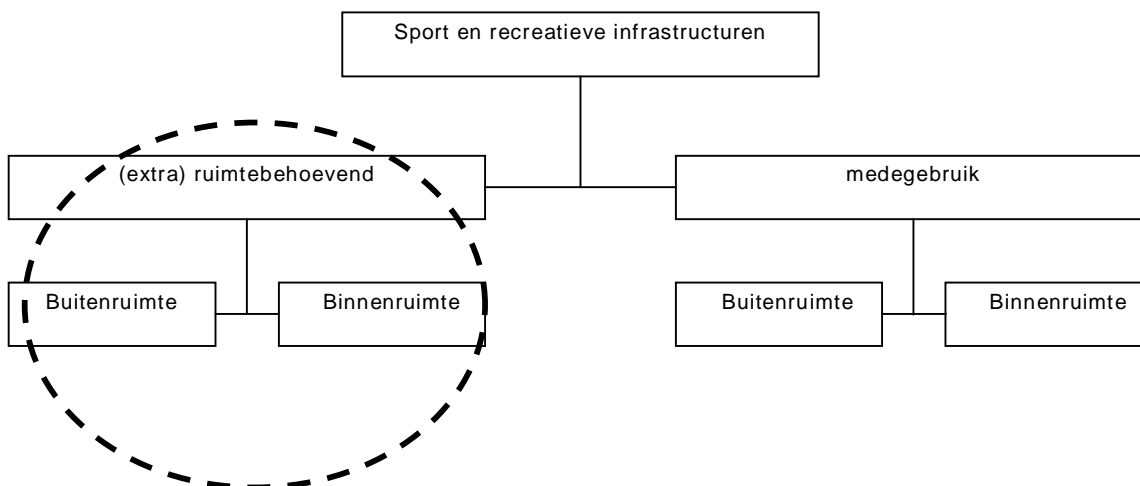 Sport en recreatieve infrastructuren
(extra) ruimtebehoevend
medegebruik
Buitenruimte
Binnenruimte
Buitenruimte
Binnenruimte